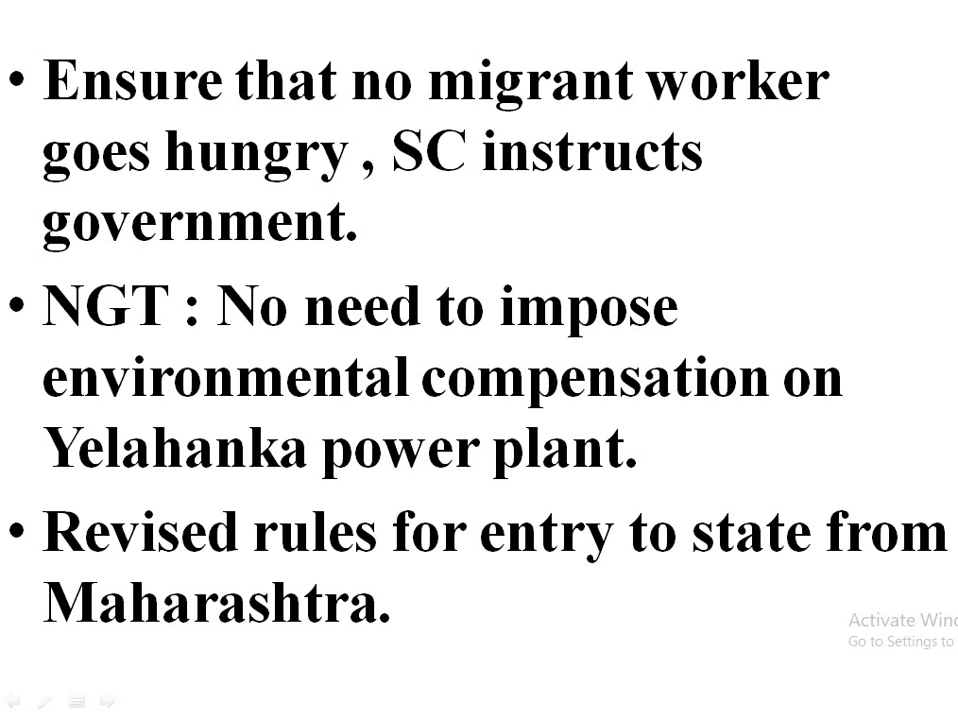 • Ensure that no migrant worker
goes hungry , SC instructs
government.
• NGT : No need to impose
environmental compensation on
Yelahanka power plant.
• Revised rules for entry to state from
Maharashtra.
Activate Wind
Go to Settings to